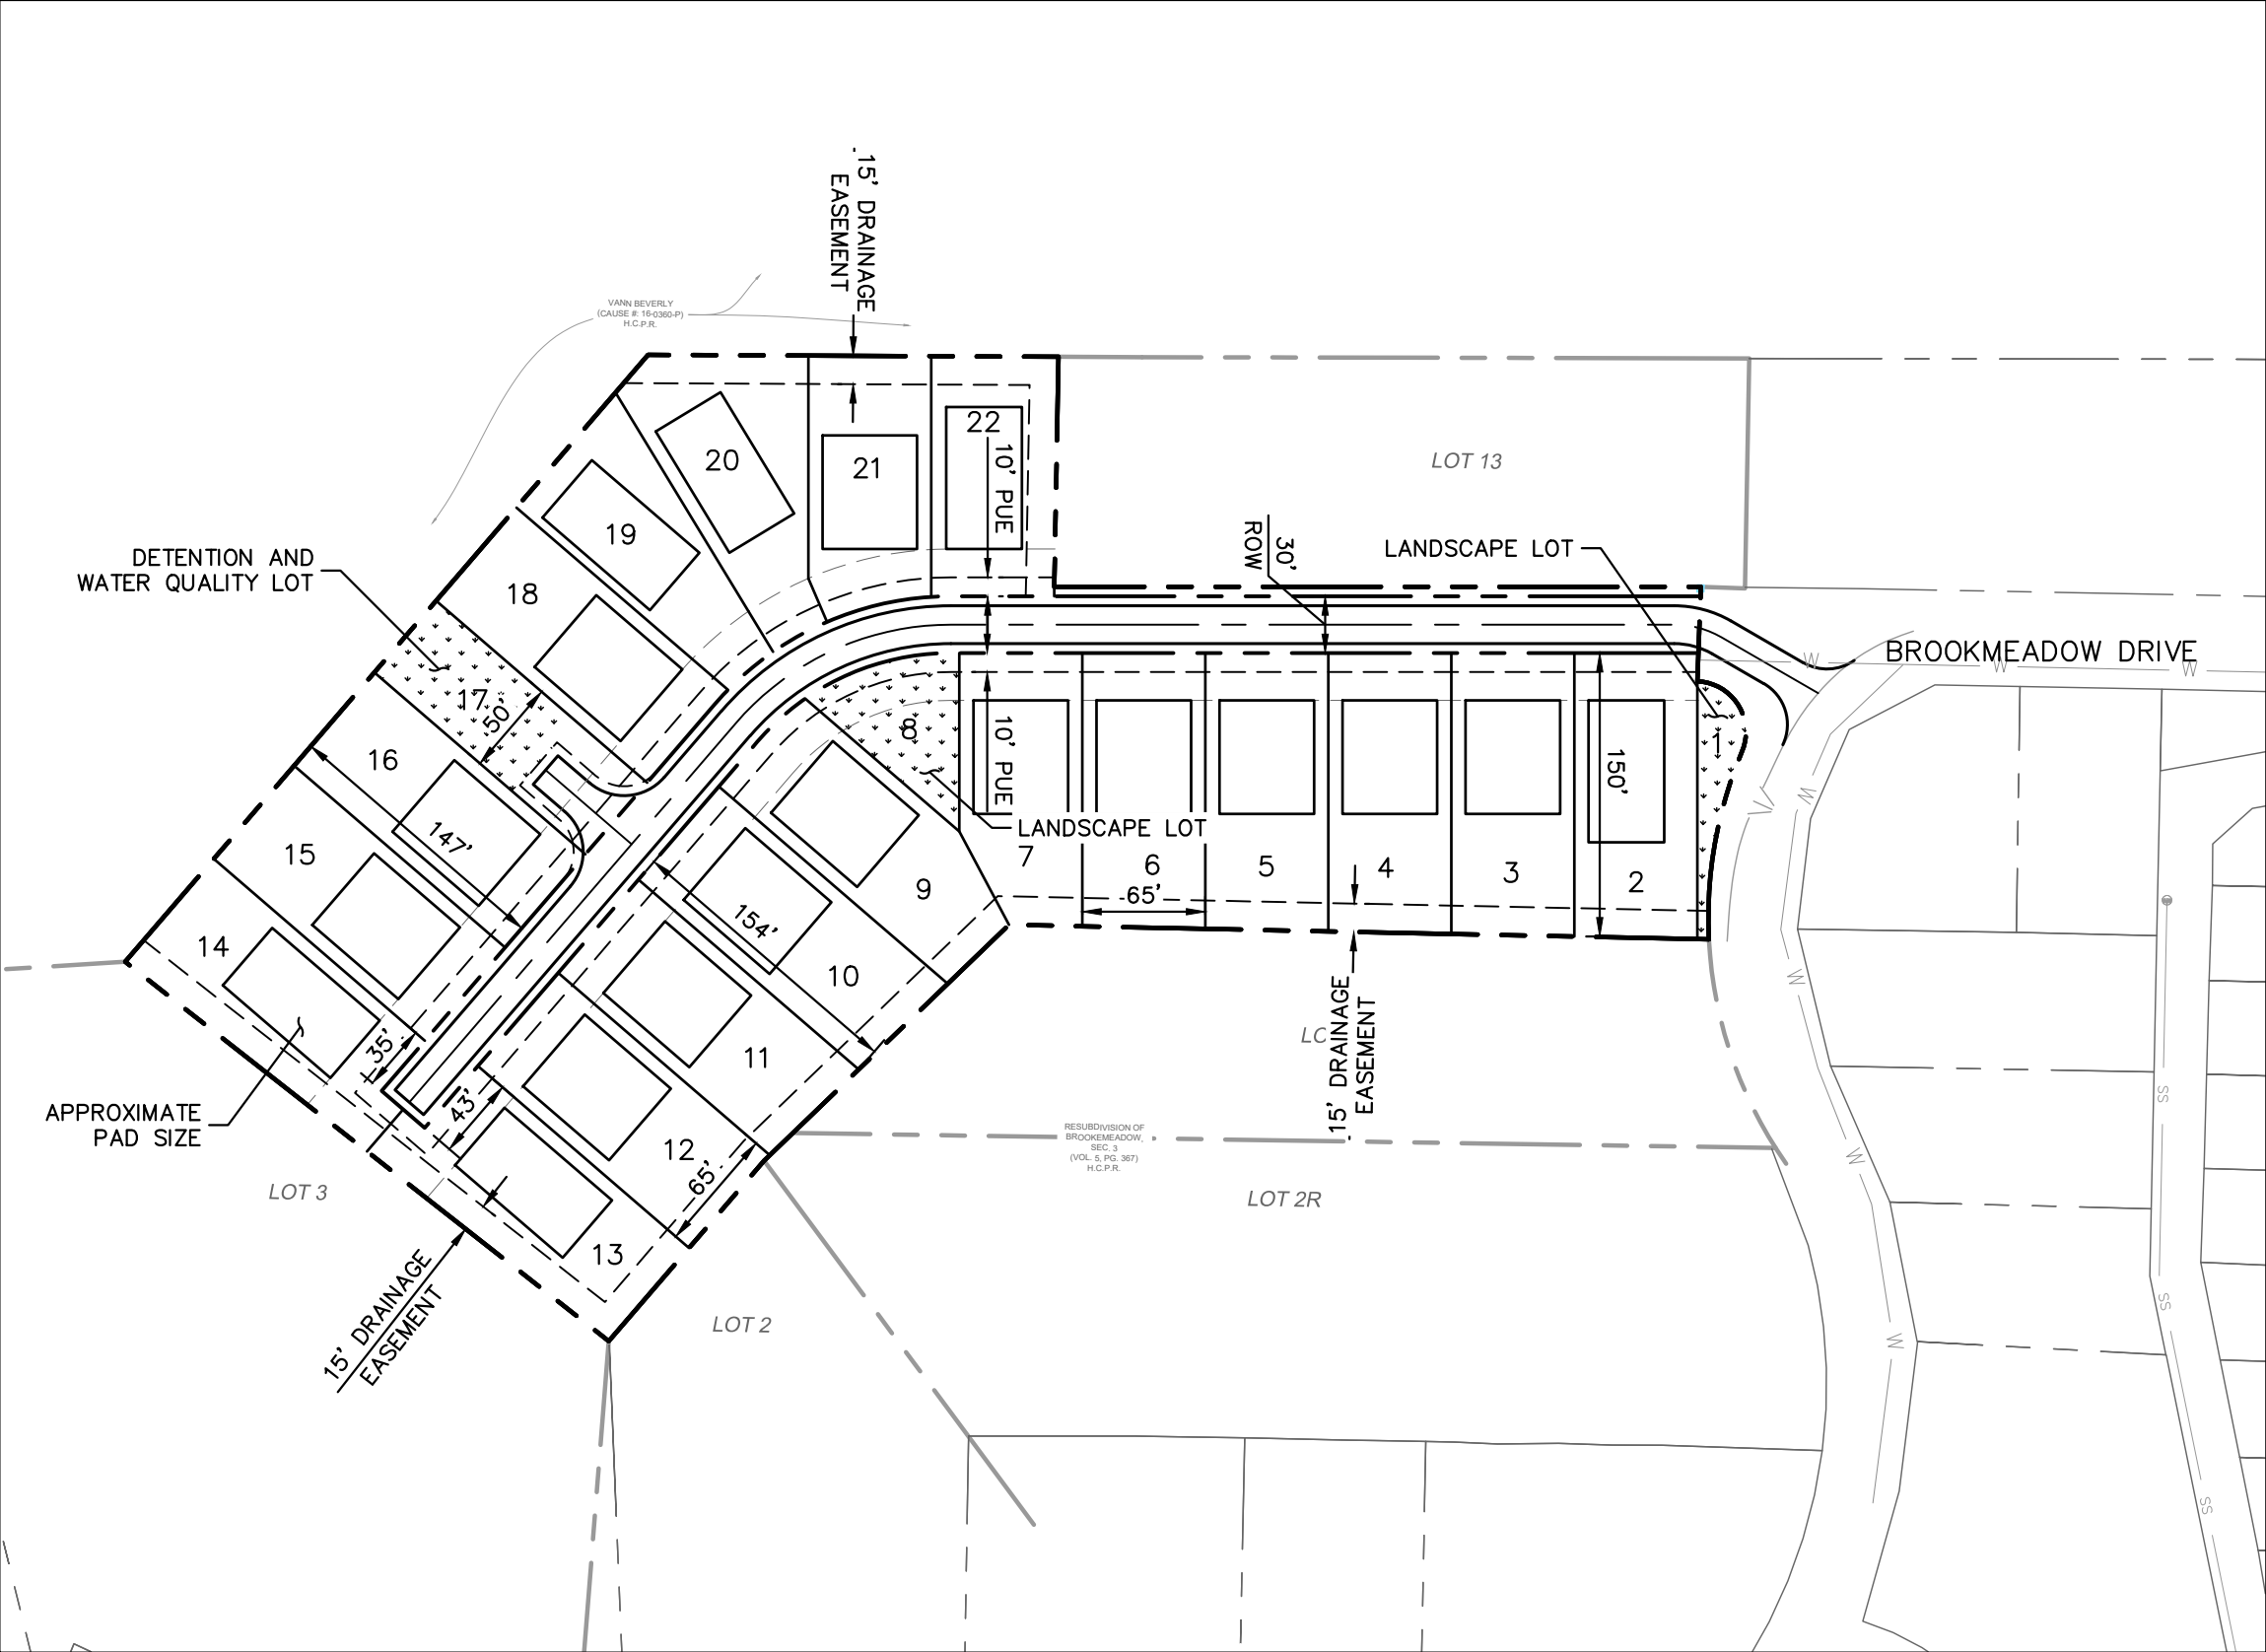 15' DRAINAGE
EASEMENT
VANN BEVERLY
(CAUSE #: 16-0360-P)
H.C.P.R.
22
20
21
10' PUE
LOT 13
19
30'
ROW
LANDSCAPE LOT
DETENTION AND
WATER QUALITY LOT
18
BROOKMEADOW DRIVE
W
W
W
17
50'
8
10' PUE
1
150'
16
W
W
147'
LANDSCAPE LOT
7
6
5
4
3
2
15
9
65'
154'
14
10
W
35'
11
LO
15' DRAINAGE
EASEMENT
APPROXIMATE
PAD SIZE
43'
SS
12
RESUBDIVISION OF
BROOKEMEADOW,
SEC. 3
(VOL. 5, PG. 367)
H.C.P.R.
W
65'
LOT 3
LOT 2R
13
15' DRAINAGE
EASEMENT
LOT 2
SS
W
SS